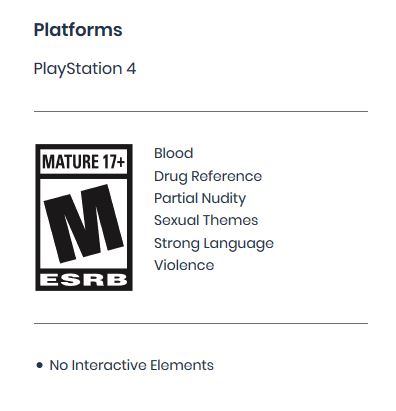 Platforms
PlayStation 4
MATURE 17+
M
ESRB
Blood
Drug Reference
Partial Nudity
Sexual Themes
Strong Language
Violence
• No Interactive Elements